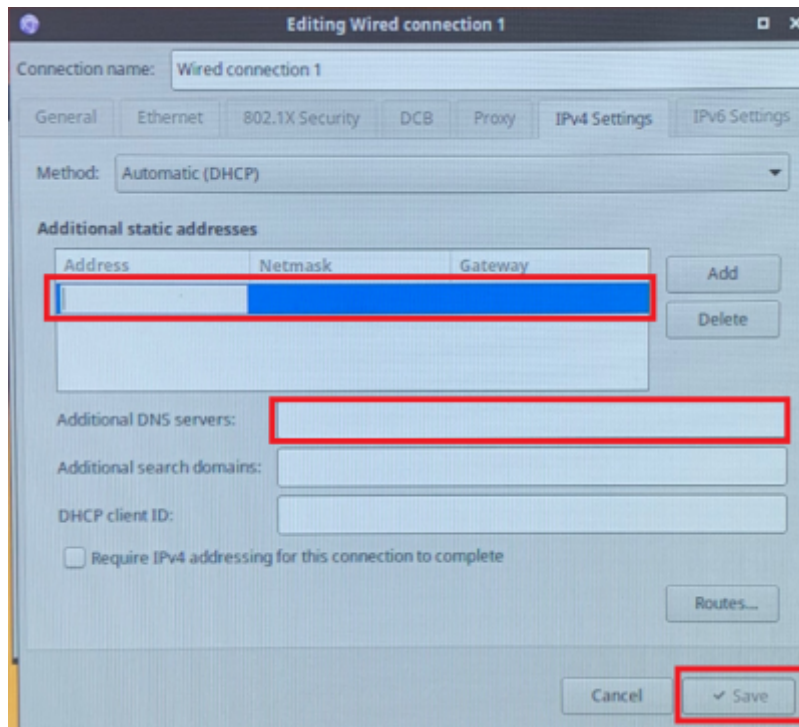 Editing Wired connection 1
Connection name: Wired connection 1
General Ethernet 802.1X Security DCB Proxy IPv4 Settings IPv6 Settings
Method: Automatic (DHCP)
Additional static addresses
Address Netmask Gateway
Add
Delete
Additional DNS servers:
Additional search domains:
DHCP client ID:
Require IPv4 addressing for this connection to complete
Routes...
Cancel ✓ Save